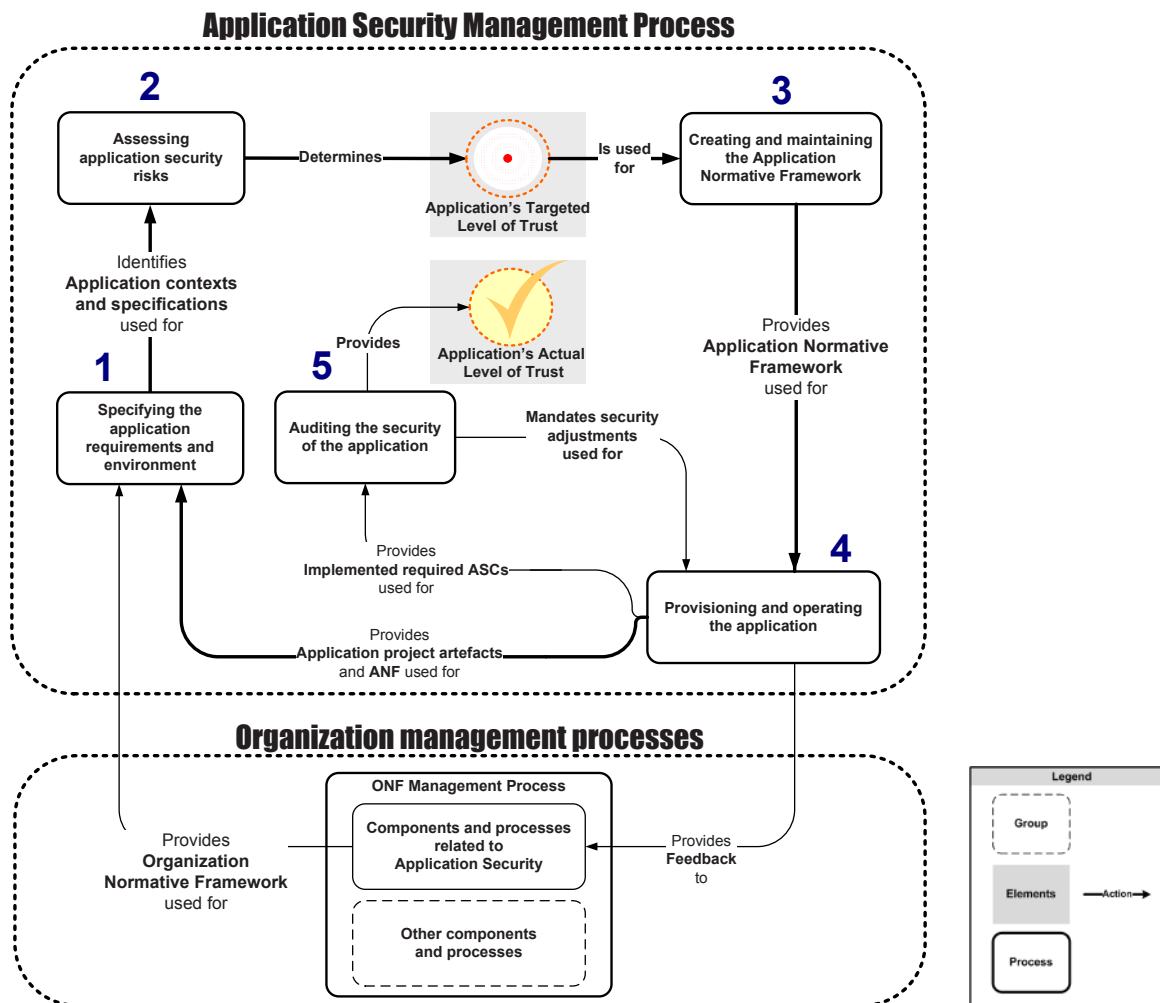 Application Security Management Process
2
3
Assessing
application security
risks
Determines
Application's Targeted
Level of Trust
Is used
for
Creating and maintaining
the Application
Normative Framework
Identifies
Application contexts
and specifications
used for
Provides
Application's Actual
Level of Trust
Provides
Application Normative
Framework
used for
1
5
Specifying the
application
requirements and
environment
Auditing the security
of the application
Mandates security
adjustments
used for
4
Provides
Implemented required ASCs
used for
Provisioning and operating
the application
Provides
Application project artefacts
and ANF used for
Organization management processes
ONF Management Process
Components and processes
related to
Application Security
Provides
Feedback
to
Provides
Organization
Normative Framework
used for
Other components
and processes
Legend
Group
Elements
Action
Process